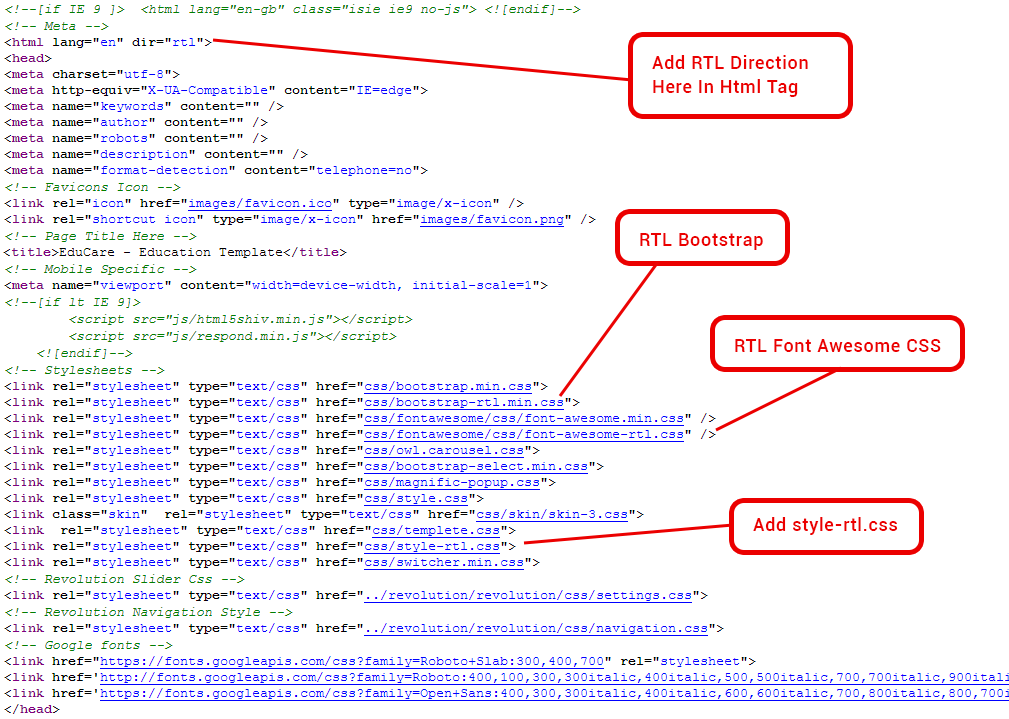 <!--[if IE 9 ]>  <html lang="en-gb" class="isie ie9 no-js"> <![endif]-->
<!-- Meta -->
<html lang="en" dir="rtl">
<head>
<meta charset="utf-8">
<meta http-equiv="X-UA-Compatible" content="IE=edge">
<meta name="keywords" content="" />
<meta name="author" content="" />
<meta name="robots" content="" />
<meta name="description" content="" />
<meta name="format-detection" content="telephone=no">
<!-- Favicons Icon -->
<link rel="icon" href="images/favicon.ico" type="image/x-icon" />
<link rel="shortcut icon" type="image/x-icon" href="images/favicon.png" />
<!-- Page Title Here -->
<title>EduCare - Education Template</title>
<!-- Mobile Specific -->
<meta name="viewport" content="width=device-width, initial-scale=1">
<!--[if lt IE 9]>
<script src="js/html5shiv.min.js"></script>
<script src="js/respond.min.js"></script>
<![endif]-->
<!-- Stylesheets -->
<link rel="stylesheet" type="text/css" href="css/bootstrap.min.css">
<link rel="stylesheet" type="text/css" href="css/bootstrap-rtl.min.css">
<link rel="stylesheet" type="text/css" href="css/fontawesome/css/font-awesome.min.css" />
<link rel="stylesheet" type="text/css" href="css/fontawesome/css/font-awesome-rtl.css" />
<link rel="stylesheet" type="text/css" href="css/owl.carousel.css">
<link rel="stylesheet" type="text/css" href="css/bootstrap-select.min.css">
<link rel="stylesheet" type="text/css" href="css/magnific-popup.css">
<link rel="stylesheet" type="text/css" href="css/style.css">
<link class="skin"  rel="stylesheet" type="text/css" href="css/skin/skin-3.css">
<link  rel="stylesheet" type="text/css" href="css/templete.css">
<link rel="stylesheet" type="text/css" href="css/style-rtl.css">
<link rel="stylesheet" type="text/css" href="css/switcher.min.css">
<!-- Revolution Slider Css -->
<link rel="stylesheet" type="text/css" href="../revolution/revolution/css/settings.css">
<!-- Revolution Navigation Style -->
<link rel="stylesheet" type="text/css" href="../revolution/revolution/css/navigation.css">
<!-- Google fonts -->
<link href="https://fonts.googleapis.com/css?family=Roboto+Slab:300,400,700" rel="stylesheet">
<link href='http://fonts.googleapis.com/css?family=Roboto:400,100,300,300italic,400italic,500,500italic,700,700italic,900itali
<link href='https://fonts.googleapis.com/css?family=Open+Sans:400,300,300italic,400italic,600,600italic,700,800italic,800,700i
</head>
Add RTL Direction
Here In Html Tag
RTL Bootstrap
RTL Font Awesome CSS
Add style-rtl.css